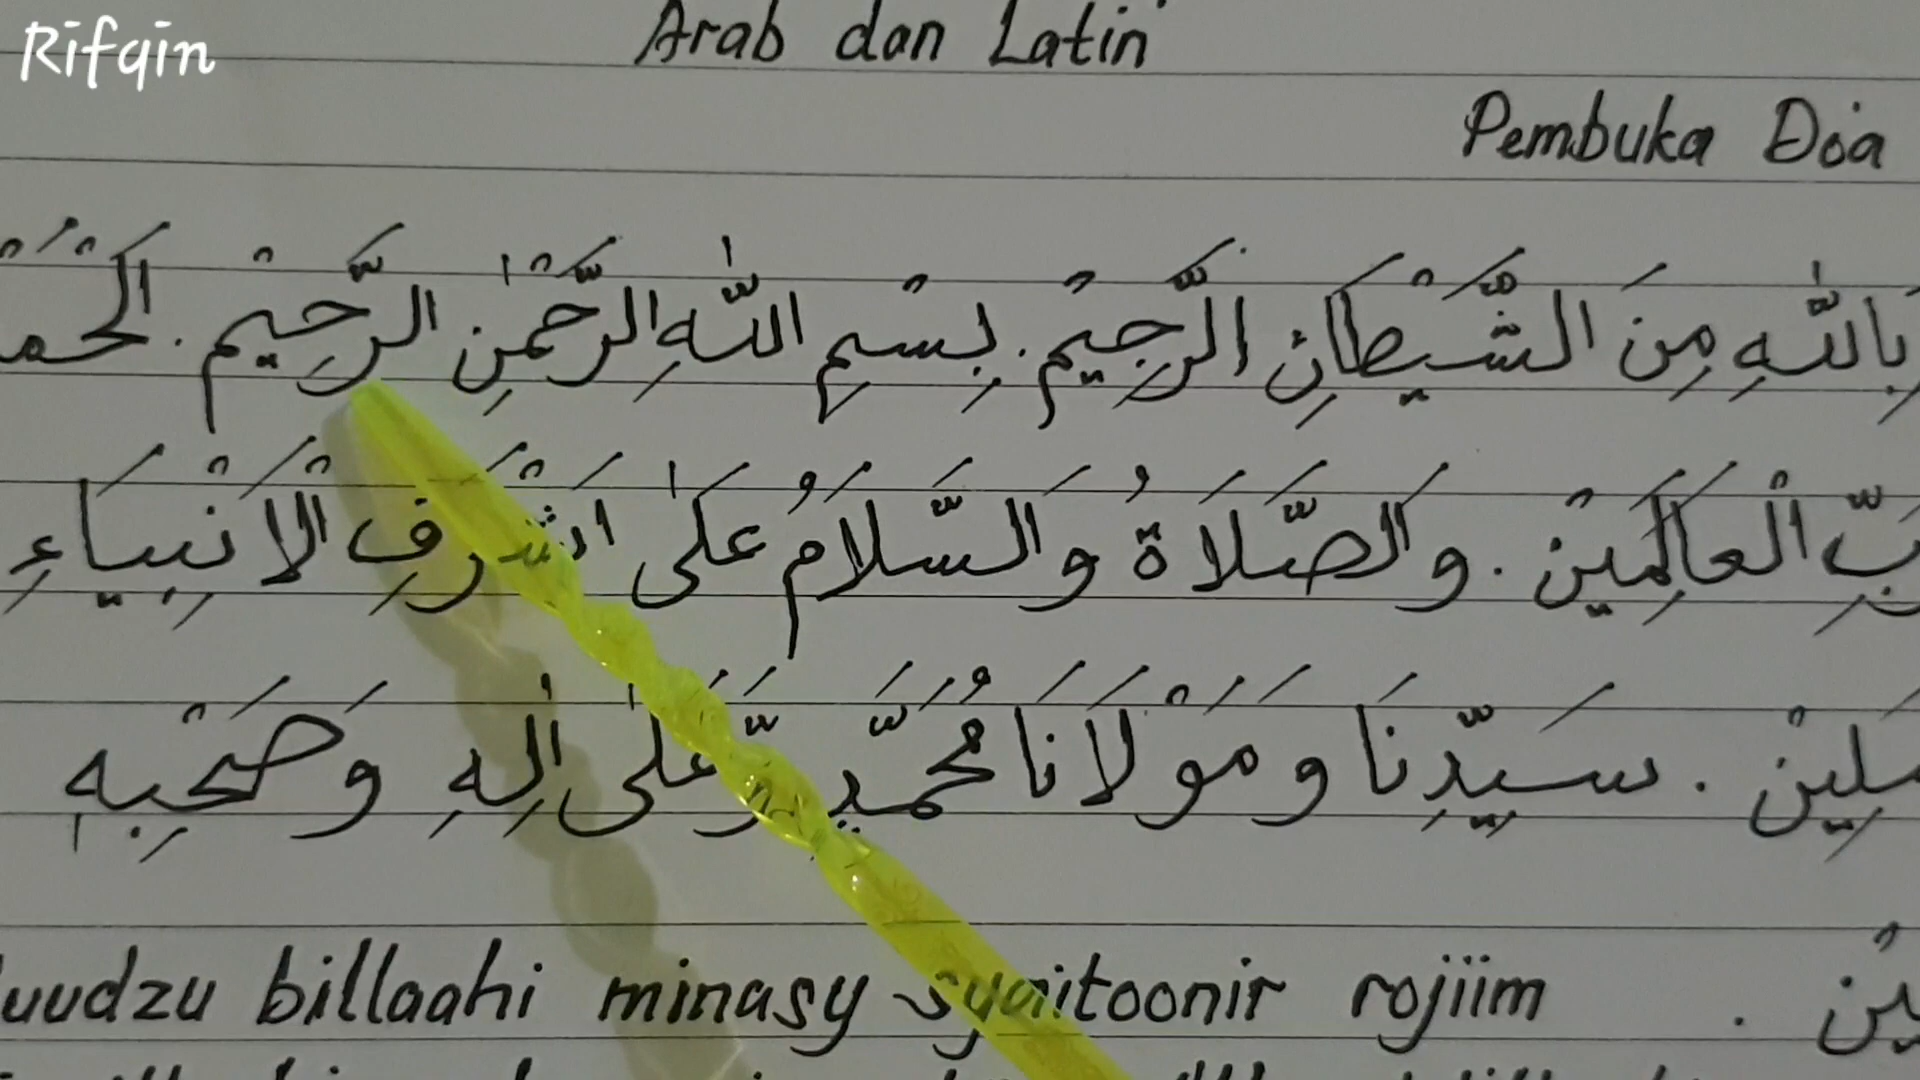 Rifqin
Arab dan Latin
Pembuka Doa
بِاللّٰهِ مِنَ الشَّيْطَانِ الرَّجِيْمِ. بِسْمِ اللّٰهِ الرَّحْمٰنِ الرَّحِيْمِ. الْحَمْ
بِّ الْعَالَمِيْنَ. وَالصَّلَاةُ وَالسَّلَامُ عَلٰى اَشْرَفِ الْاَنْبِيَاءِ
سَلِيْنَ. سَيِّدِنَا وَمَوْلَانَا مُحَمَّدٍ وَّعَلٰى اٰلِهِ وَصَحْبِهِ
uudzu billaahi minasy syaitoonir rojiim